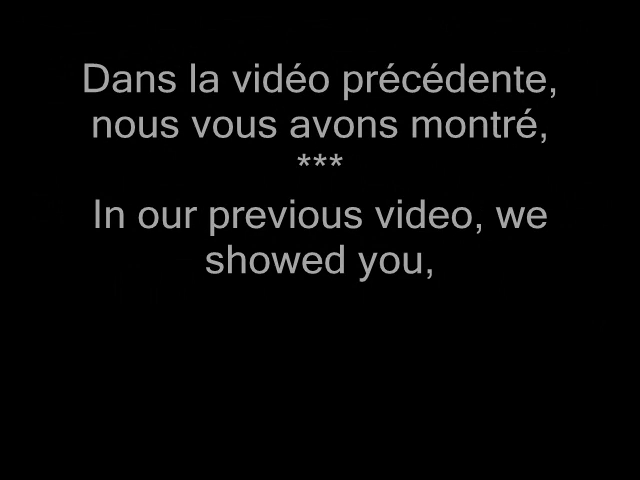 Dans la vidéo précédente,
nous vous avons montré,
***
In our previous video, we
showed you,